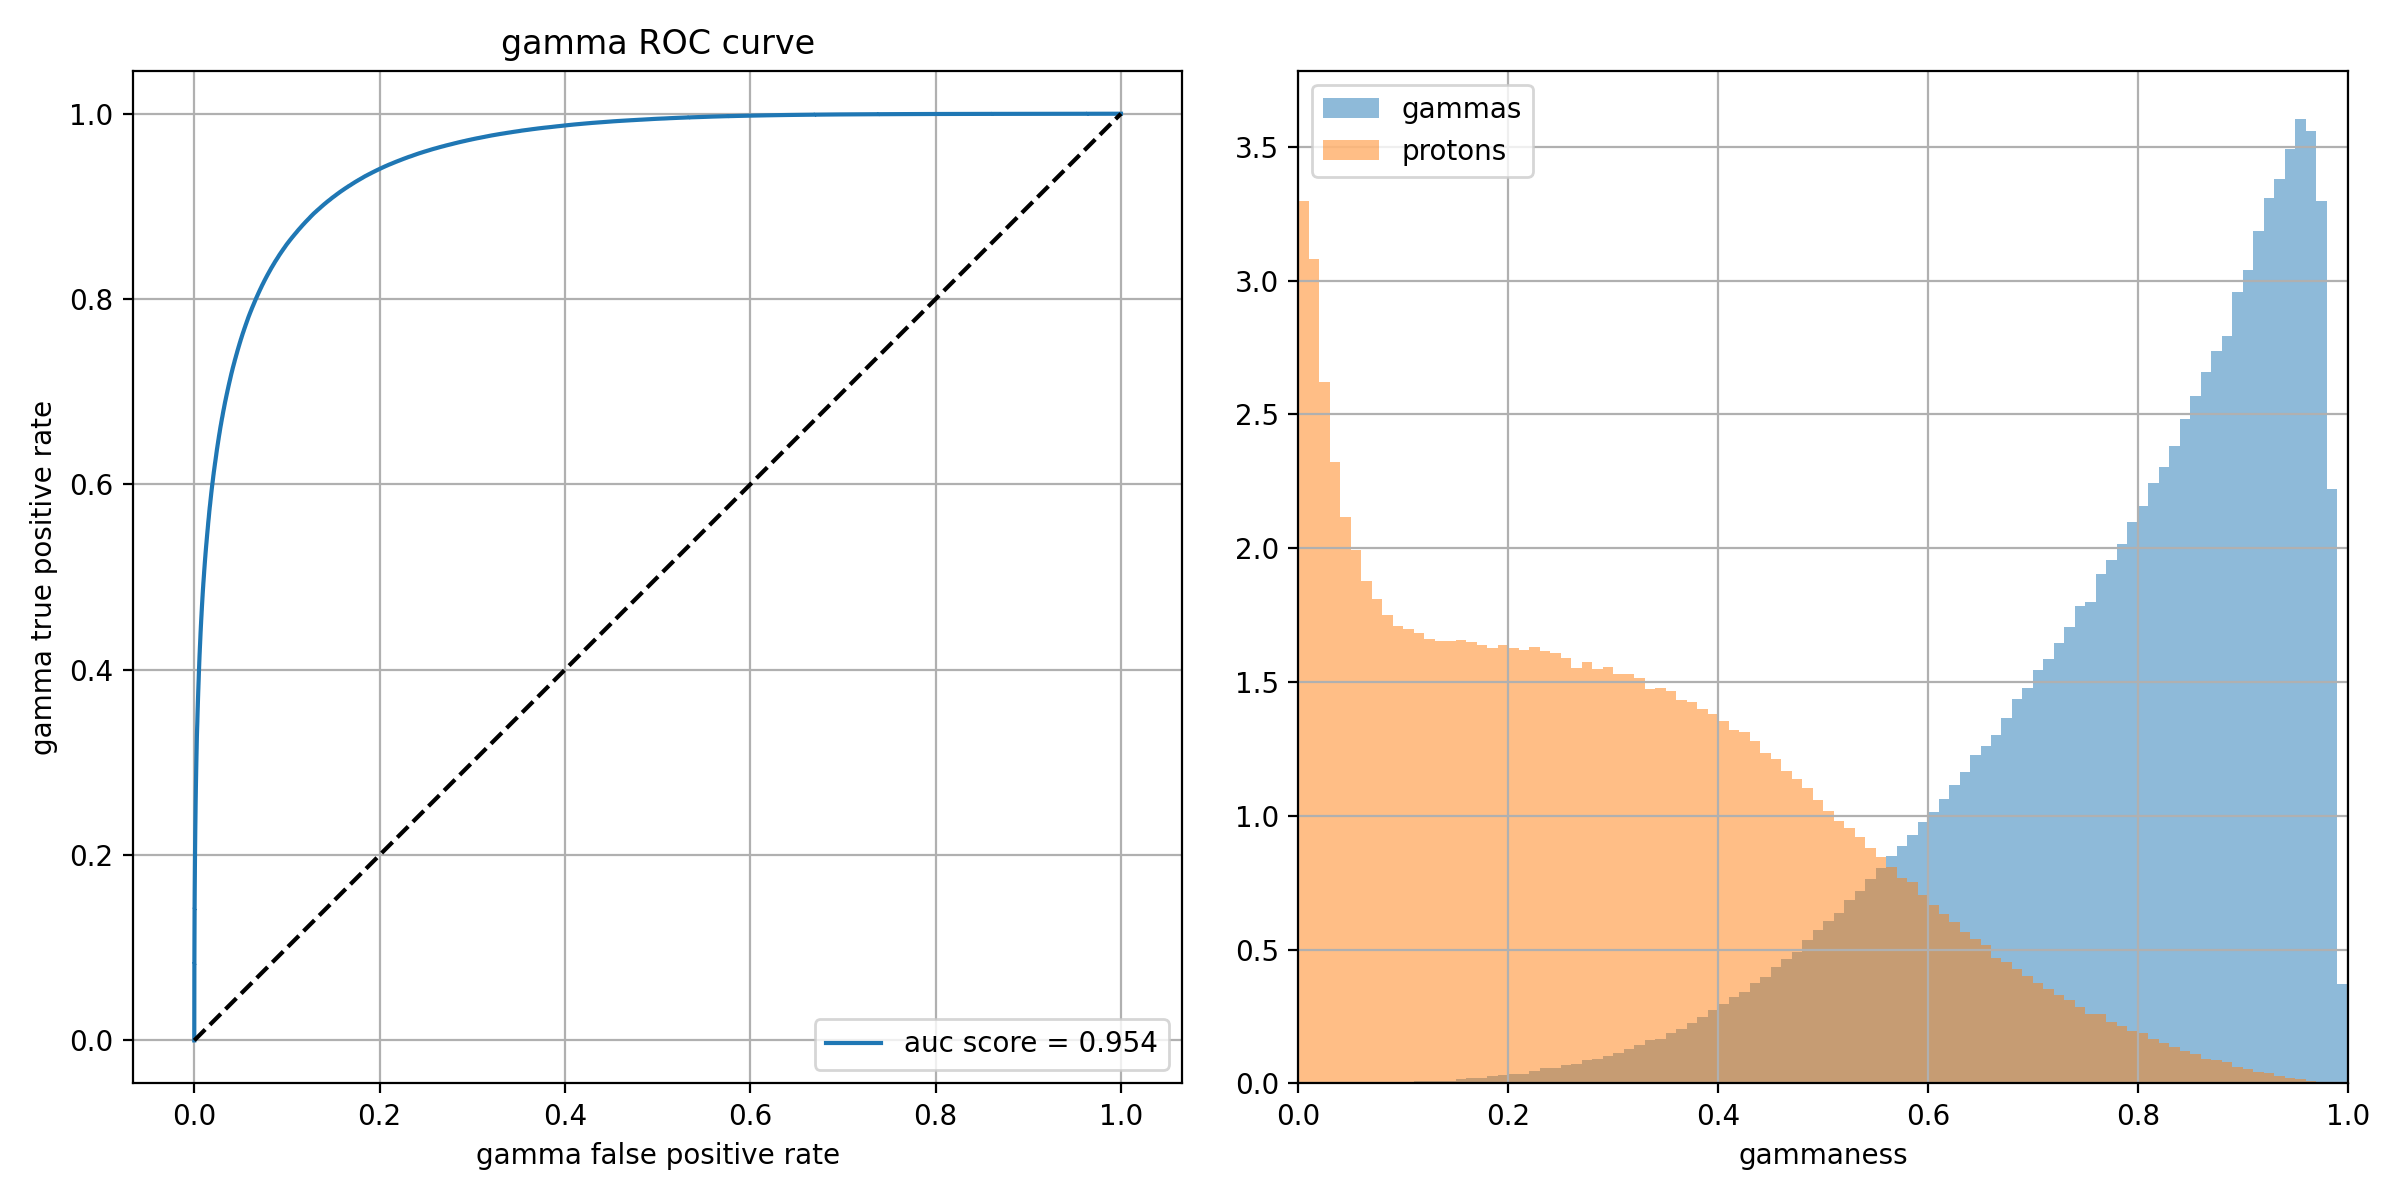 gamma ROC curve
1.0
0.8
0.6
0.4
0.2
0.0
gamma true positive rate
0.0 0.2 0.4 0.6 0.8 1.0
gamma false positive rate
auc score = 0.954
gammas
protons
3.5
3.0
2.5
2.0
1.5
1.0
0.5
0.0
0.0 0.2 0.4 0.6 0.8 1.0
gammaness